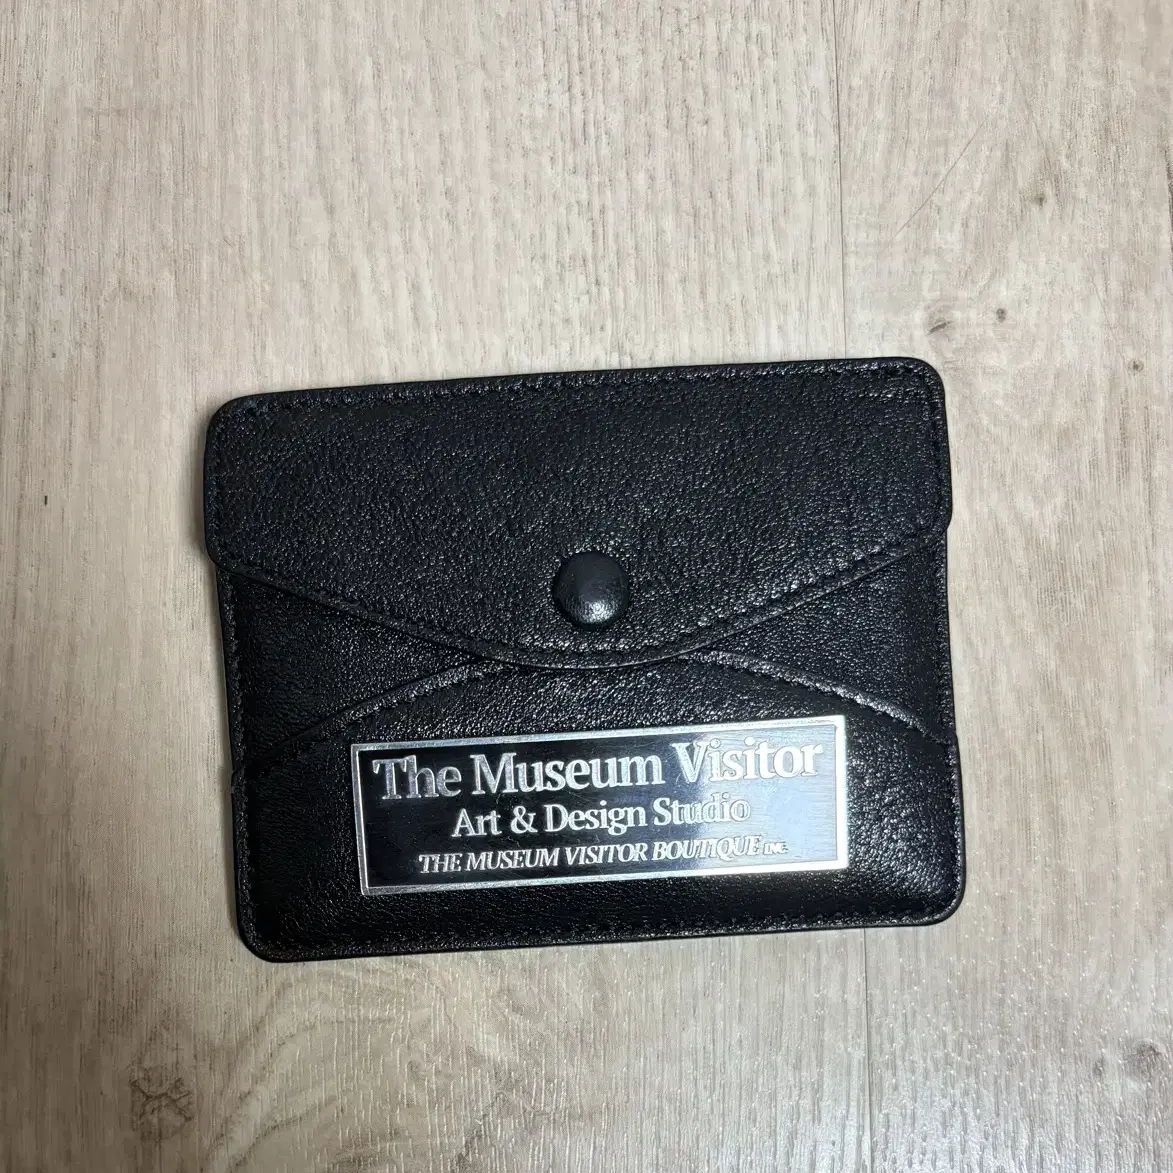 The Museum Visitor
Art & Design Studio
THE MUSEUM VISITOR BOUTIQUE INC.